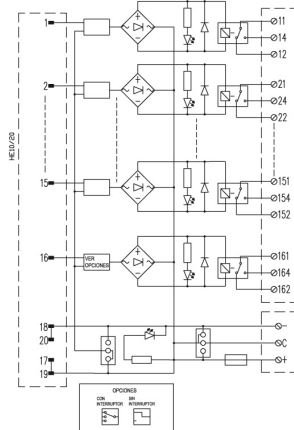 1
11
14
12
2
21
24
22
HE10/20
15
151
154
152
16
VER
OPCIONES
161
164
162
18
20
17
19
-
C
+
OPCIONES
CON
INTERRUPTOR
SIN
INTERRUPTOR